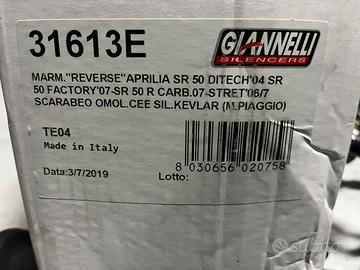 31613E
GIANNELLI
SILENCERS
MARM."REVERSE"APRILIA SR 50 DITECH'04 SR
50 FACTORY'07-SR 50 R CARB.07-STRET'06/7
SCARABEO OMOL.CEE SIL.KEVLAR (M.PIAGGIO)
TE04
Made in Italy
8 030656 020758
Data:3/7/2019
Lotto:
subito